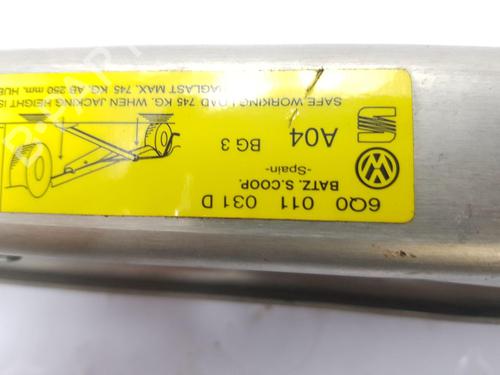 SAFE WORKING LOAD 745 KG. WHEN JACKING HEIGHT IS
TRAGLAST MAX. 745 KG. AB 250 mm. HUB
6Q0 011 031 D
BATZ. S.COOP.
-Spain-
BG 3
A04